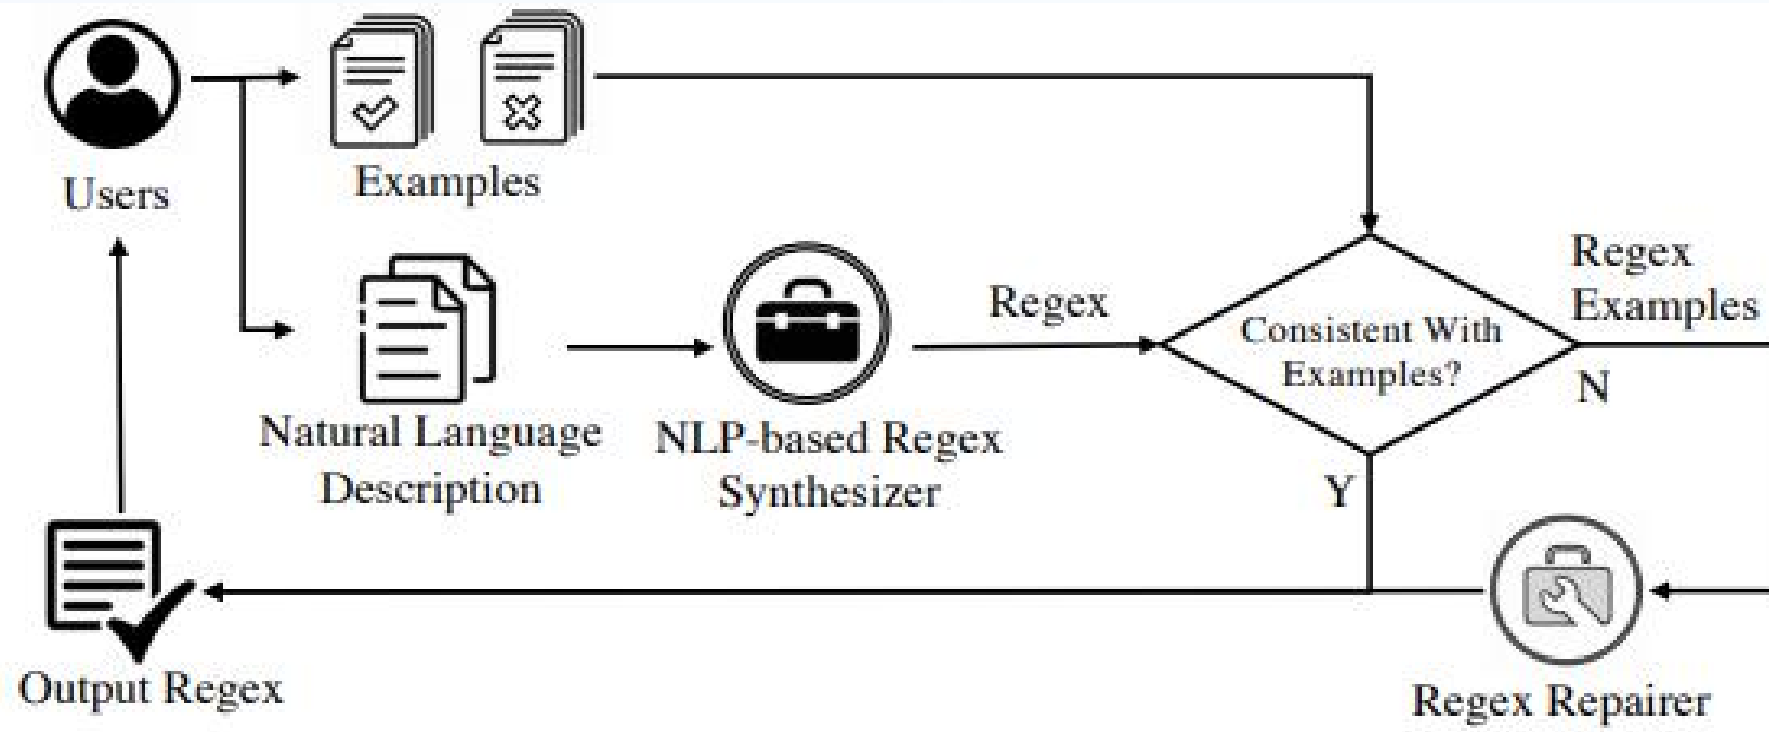 Users
Examples
Natural Language
Description
NLP-based Regex
Synthesizer
Regex
Consistent With
Examples?
Regex
Examples
N
Y
Output Regex
Regex Repairer